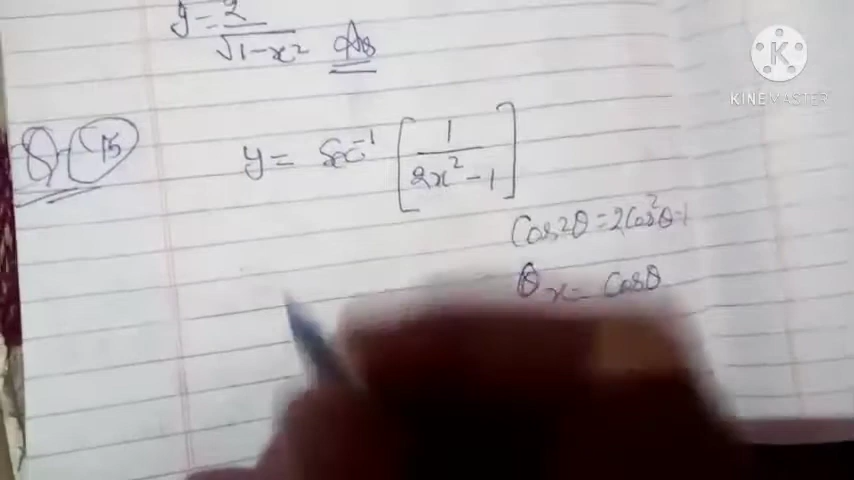 y = 2
√1-x² Ans
Q-15 y = Sec⁻¹ [ 1
2x²-1 ]
Cos2θ = 2Cos²θ-1
θ x = Cosθ
KINEMASTER